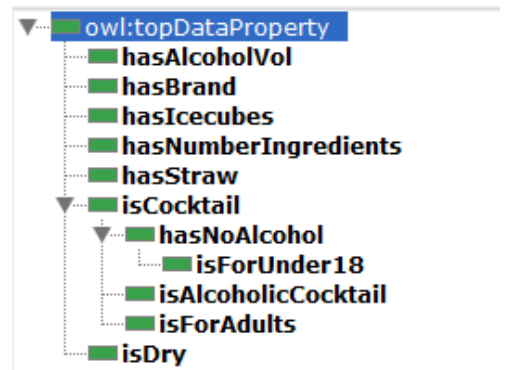 owl:topDataProperty
hasAlcoholVol
hasBrand
hasIcecubes
hasNumberIngredients
hasStraw
isCocktail
hasNoAlcohol
isForUnder18
isAlcoholicCocktail
isForAdults
isDry